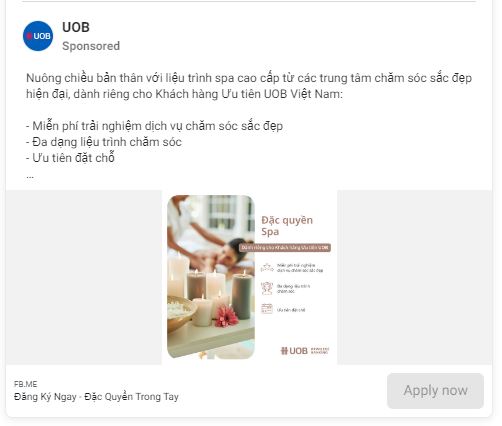 UOB
UOB
Sponsored
Nuông chiều bản thân với liệu trình spa cao cấp từ các trung tâm chăm sóc sắc đẹp
hiện đại, dành riêng cho Khách hàng Ưu tiên UOB Việt Nam:
- Miễn phí trải nghiệm dịch vụ chăm sóc sắc đẹp
- Đa dạng liệu trình chăm sóc
- Ưu tiên đặt chỗ
...
Đặc quyền
Spa
Dành riêng cho Khách hàng Ưu tiên UOB
Miễn phí trải nghiệm
dịch vụ chăm sóc sắc đẹp
Đa dạng liệu trình
chăm sóc
Ưu tiên đặt chỗ
UOB PRIVILEGE
BANKING
FB.ME
Đăng Ký Ngay - Đặc Quyền Trong Tay
Apply now